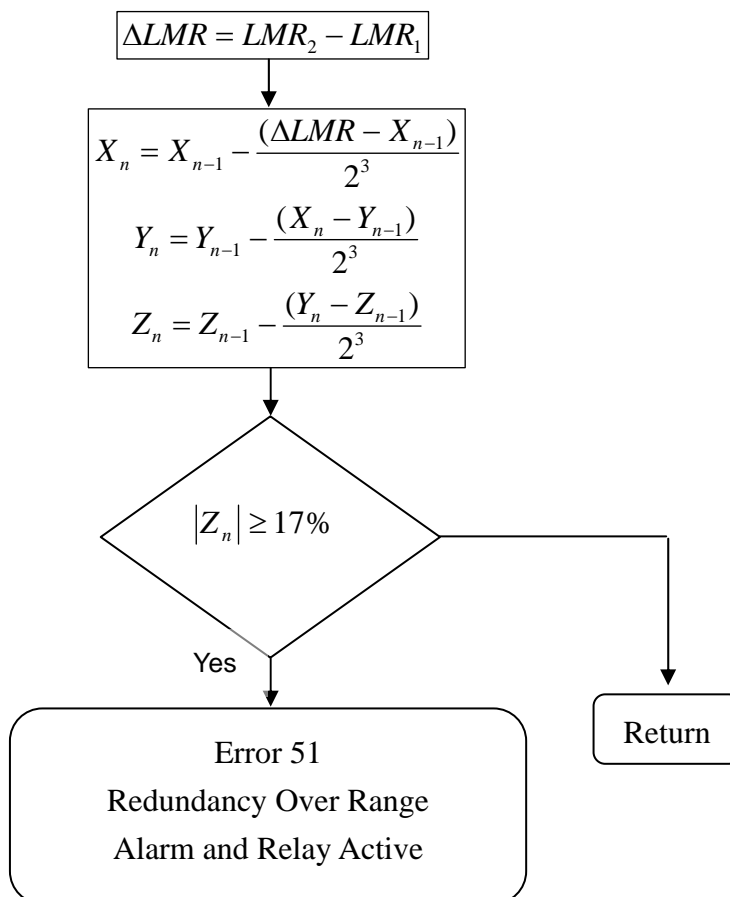 ΔLMR = LMR₂ − LMR₁
Xₙ = Xₙ₋₁ − (ΔLMR − Xₙ₋₁) / 2³
Yₙ = Yₙ₋₁ − (Xₙ − Yₙ₋₁) / 2³
Zₙ = Zₙ₋₁ − (Yₙ − Zₙ₋₁) / 2³
|Zₙ| ≥ 17%
Yes
Return
Error 51
Redundancy Over Range
Alarm and Relay Active